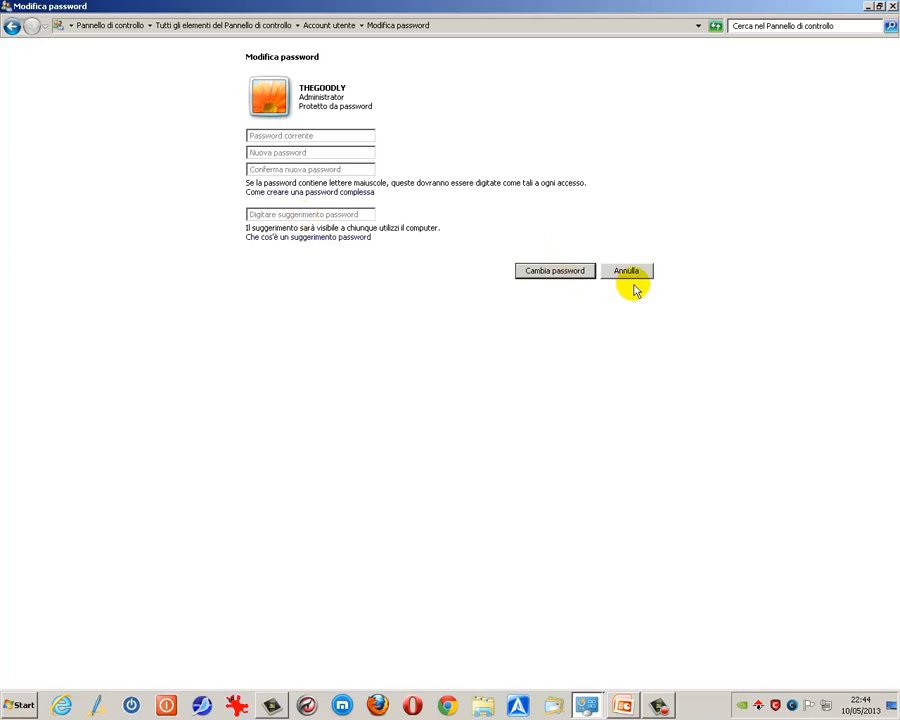 Modifica password
Pannello di controllo Tutti gli elementi del Pannello di controllo Account utente Modifica password
Cerca nel Pannello di controllo
Modifica password
THEGOODLY
Administrator
Protetto da password
Password corrente
Nuova password
Conferma nuova password
Se la password contiene lettere maiuscole, queste dovranno essere digitate come tali a ogni accesso.
Come creare una password complessa
Digitare suggerimento password
Il suggerimento sarà visibile a chiunque utilizzi il computer.
Che cos'è un suggerimento password
Cambia password Annulla
Start
22:44
10/05/2013